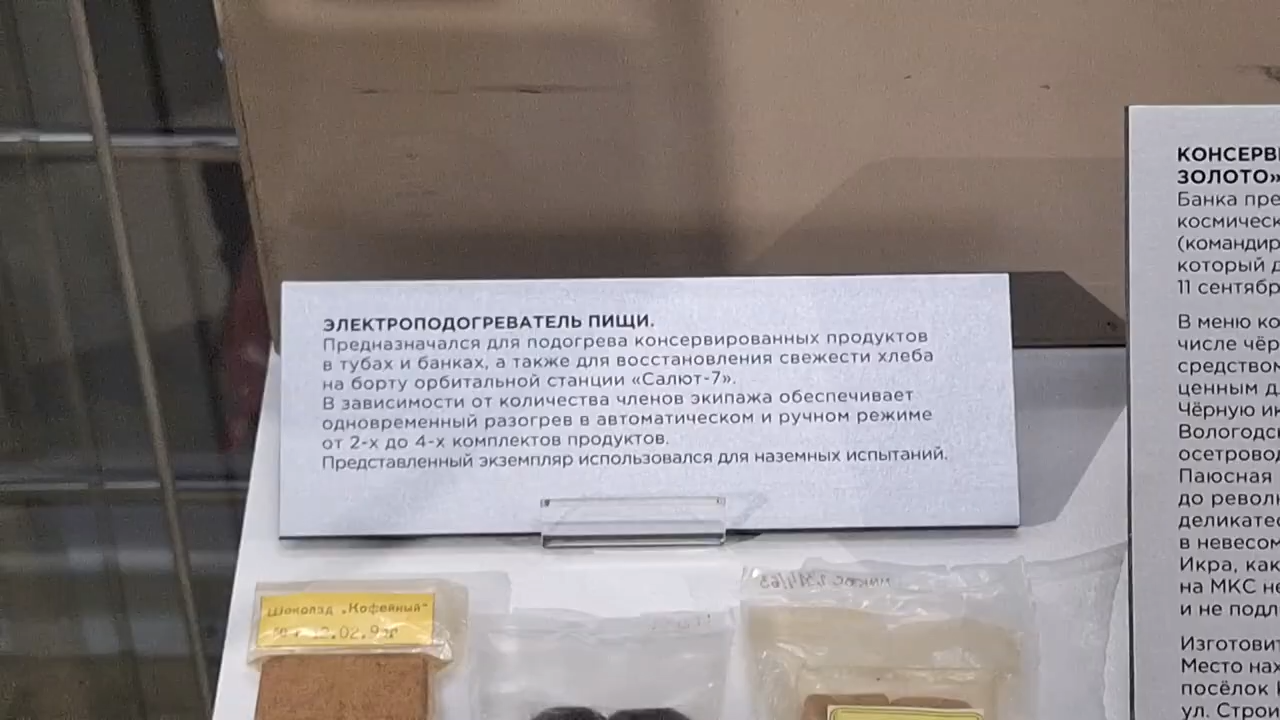 ЭЛЕКТРОПОДОГРЕВАТЕЛЬ ПИЩИ.
Предназначался для подогрева консервированных продуктов
в тубах и банках, а также для восстановления свежести хлеба
на борту орбитальной станции «Салют-7».
В зависимости от количества членов экипажа обеспечивает
одновременный разогрев в автоматическом и ручном режиме
от 2-х до 4-х комплектов продуктов.
Представленный экземпляр использовался для наземных испытаний.
Шоколад „Кофейный"
КОНСЕРВ
ЗОЛОТО»
Банка пре
космическ
(командир
который д
11 сентябр
В меню ко
числе чёр
средством
ценным д
Чёрную ик
Вологодск
осетровод
Паюсная
до револю
деликатес
в невесом
Икра, как
на МКС не
и не подл
Изготовит
Место нах
посёлок
ул. Строи